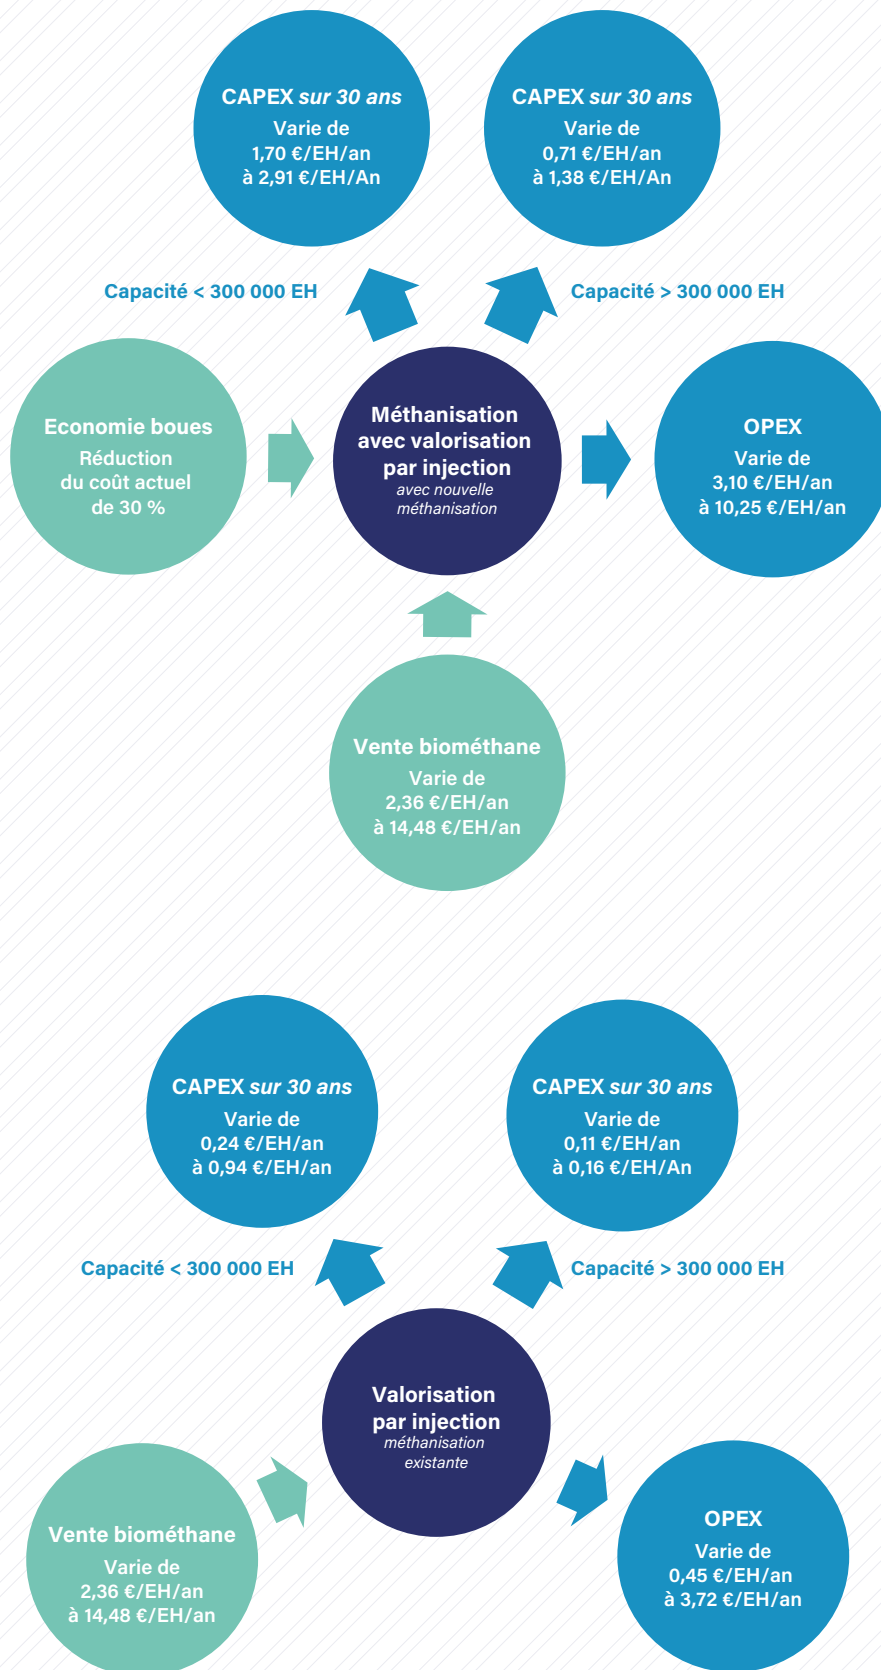 CAPEX sur 30 ans
Varie de
1,70 €/EH/an
à 2,91 €/EH/An
CAPEX sur 30 ans
Varie de
0,71 €/EH/an
à 1,38 €/EH/An
Capacité < 300 000 EH
Capacité > 300 000 EH
Economie boues
Réduction
du coût actuel
de 30 %
Méthanisation
avec valorisation
par injection
avec nouvelle
méthanisation
OPEX
Varie de
3,10 €/EH/an
à 10,25 €/EH/an
Vente biométhane
Varie de
2,36 €/EH/an
à 14,48 €/EH/an
CAPEX sur 30 ans
Varie de
0,24 €/EH/an
à 0,94 €/EH/an
CAPEX sur 30 ans
Varie de
0,11 €/EH/an
à 0,16 €/EH/An
Capacité < 300 000 EH
Capacité > 300 000 EH
Valorisation
par injection
méthanisation
existante
Vente biométhane
Varie de
2,36 €/EH/an
à 14,48 €/EH/an
OPEX
Varie de
0,45 €/EH/an
à 3,72 €/EH/an